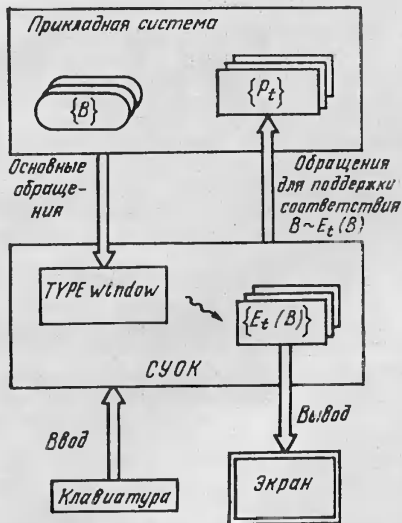 Прикладная система
{B}
{P_t}
Основные
обраще-
ния
Обращения
для поддержки
соответствия
B~E_t(B)
TYPE window
{E_t(B)}
СУОК
Ввод
Вывод
Клавиатура
Экран